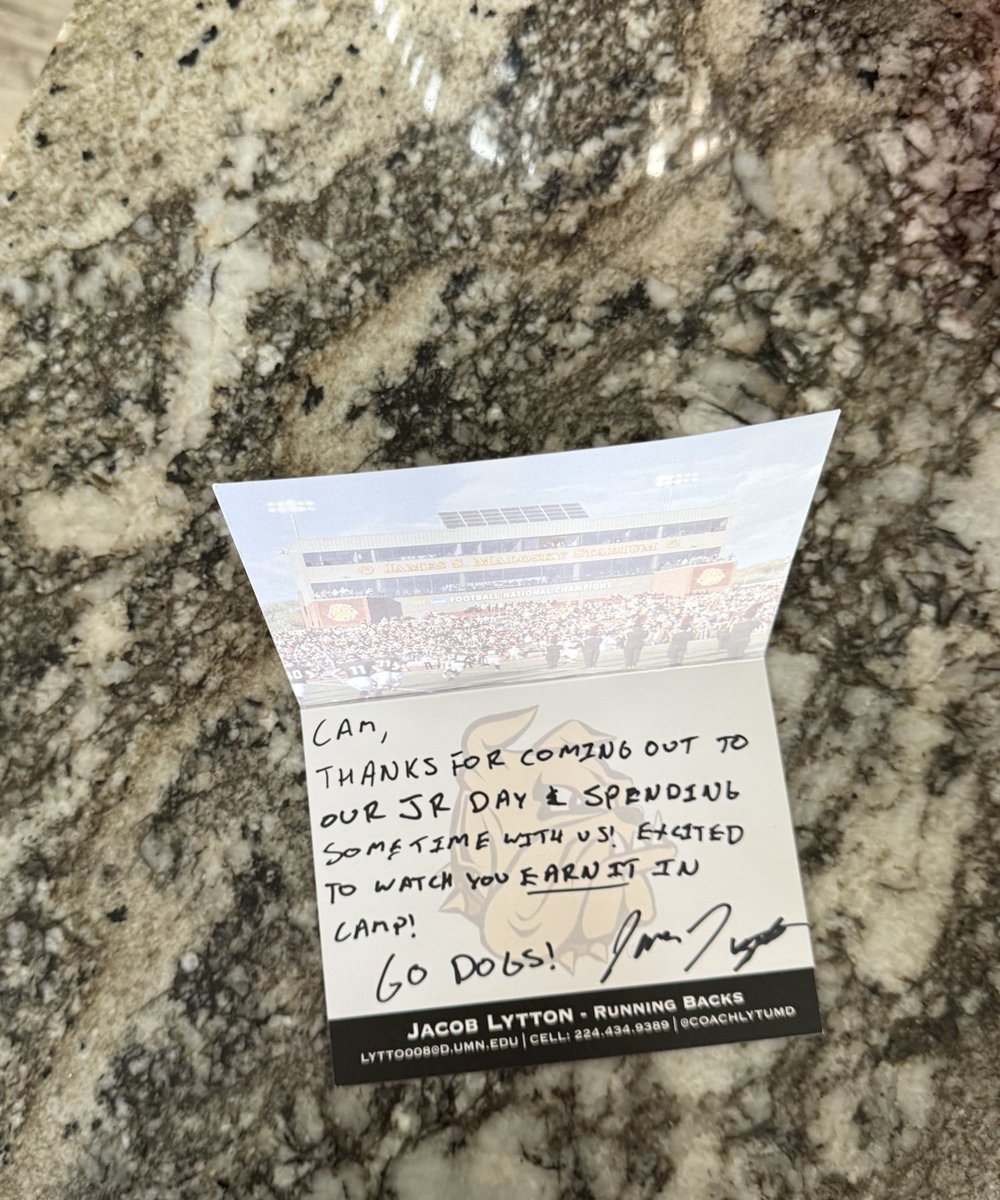 JAMES S. MALOSKY STADIUM
FOOTBALL NATIONAL CHAMPIONS
CAM,
THANKS FOR COMING OUT TO
OUR JR DAY & SPENDING
SOMETIME WITH US! EXCITED
TO WATCH YOU EARN IT IN
CAMP!
GO DOGS!
JACOB LYTTON - RUNNING BACKS
LYTTO008@D.UMN.EDU | CELL: 224.434.9389 | @COACHLYTUMD